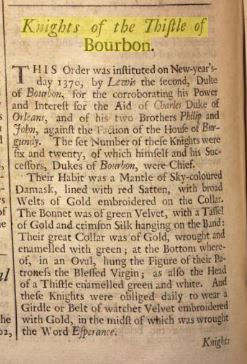 Knights of the Thistle of
Bourbon.
THIS Order was instituted on New-year's-
day 1370, by Lewis the second, Duke
of Bourbon, for the corroborating his Power
and Interest for the Aid of Charles Duke of
Orleans, and of his two Brothers Philip and
John, against the Faction of the House of Bur-
gundy. The set Number of these Knights were
six and twenty, of which himself and his Suc-
cessors, Dukes of Bourbon, were Chief.
Their Habit was a Mantle of Sky-coloured
Damask, lined with red Satten, with broad
Welts of Gold embroidered on the Collar.
The Bonnet was of green Velvet, with a Tassel
of Gold and crimson Silk hanging on the Band:
Their great Collar was of Gold, wrought and
enamelled with green; at the Bottom where-
of, in an Oval, hung the Figure of their Pa-
troness the Blessed Virgin; as also the Head
of a Thistle enamelled green and white. And
these Knights were obliged daily to wear a
Girdle or Belt of watchet Velvet embroidered
with Gold, in the midst of which was wrought
the Word Esperance.
Knights